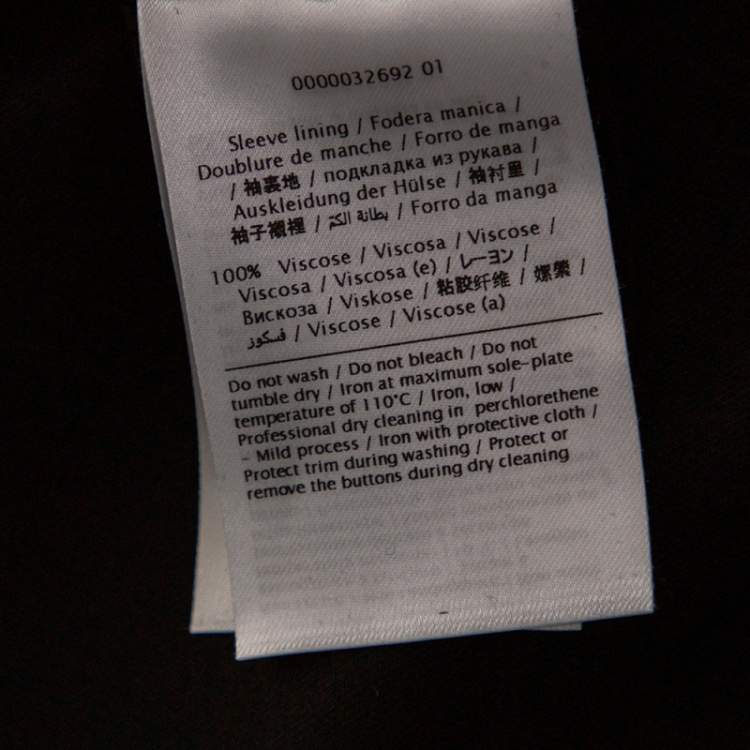 0000032692 01
Sleeve lining / Fodera manica /
Doublure de manche / Forro de manga
/ 袖裏地 / подкладка из рукава /
Auskleidung der Hülse / 袖衬里 /
袖子襯裡 / بطانة الكم / Forro da manga
100% Viscose / Viscosa / Viscose /
Viscosa / Viscosa (e) / レーヨン /
Вискоза / Viskose / 粘胶纤维 / 嫘縈 /
فسكوز / Viscose / Viscose (a)
Do not wash / Do not bleach / Do not
tumble dry / Iron at maximum sole-plate
temperature of 110°C / Iron, low /
Professional dry cleaning in perchlorethene
- Mild process / Iron with protective cloth /
Protect trim during washing / Protect or
remove the buttons during dry cleaning